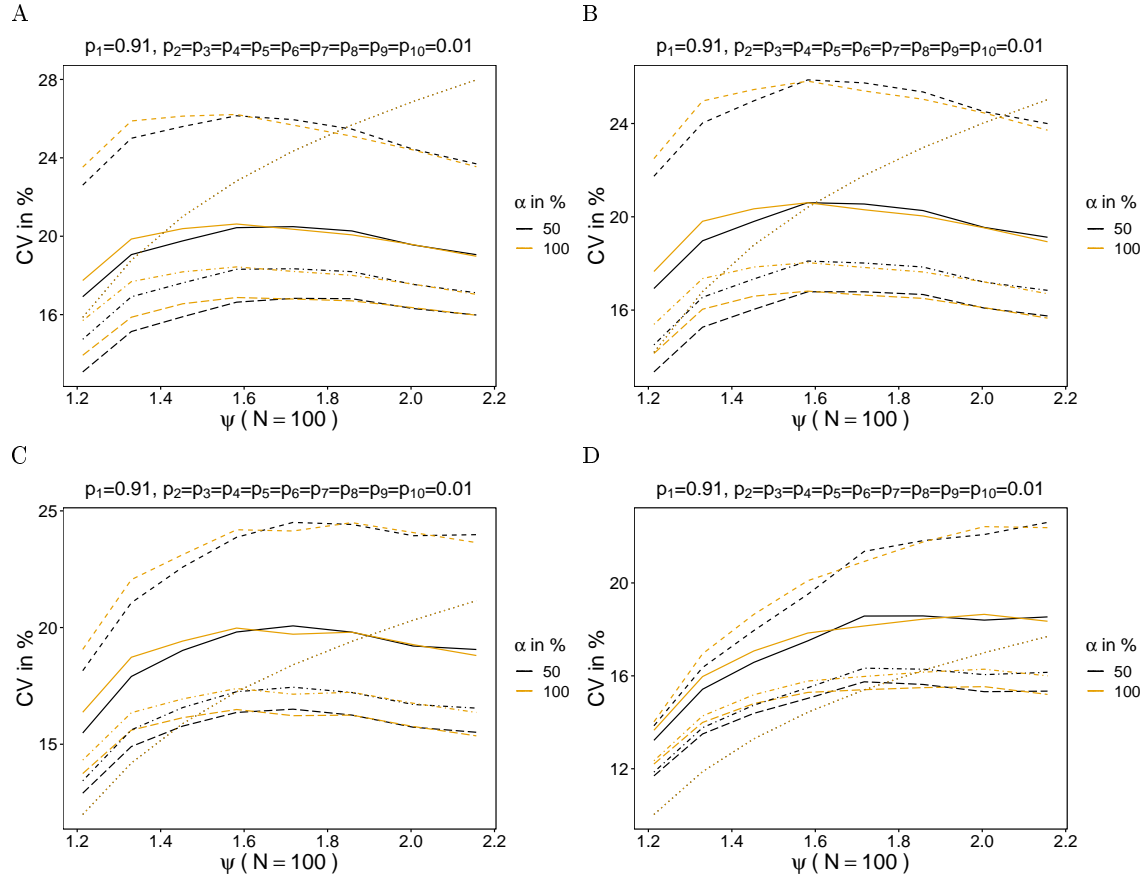 A
p₁=0.91, p₂=p₃=p₄=p₅=p₆=p₇=p₈=p₉=p₁₀=0.01
CV in %
28
24
20
16
1.2 1.4 1.6 1.8 2.0 2.2
ψ ( N = 100 )
α in %
50
100
B
p₁=0.91, p₂=p₃=p₄=p₅=p₆=p₇=p₈=p₉=p₁₀=0.01
CV in %
24
20
16
1.2 1.4 1.6 1.8 2.0 2.2
ψ ( N = 100 )
α in %
50
100
C
p₁=0.91, p₂=p₃=p₄=p₅=p₆=p₇=p₈=p₉=p₁₀=0.01
CV in %
25
20
15
1.2 1.4 1.6 1.8 2.0 2.2
ψ ( N = 100 )
α in %
50
100
D
p₁=0.91, p₂=p₃=p₄=p₅=p₆=p₇=p₈=p₉=p₁₀=0.01
CV in %
20
16
12
1.2 1.4 1.6 1.8 2.0 2.2
ψ ( N = 100 )
α in %
50
100